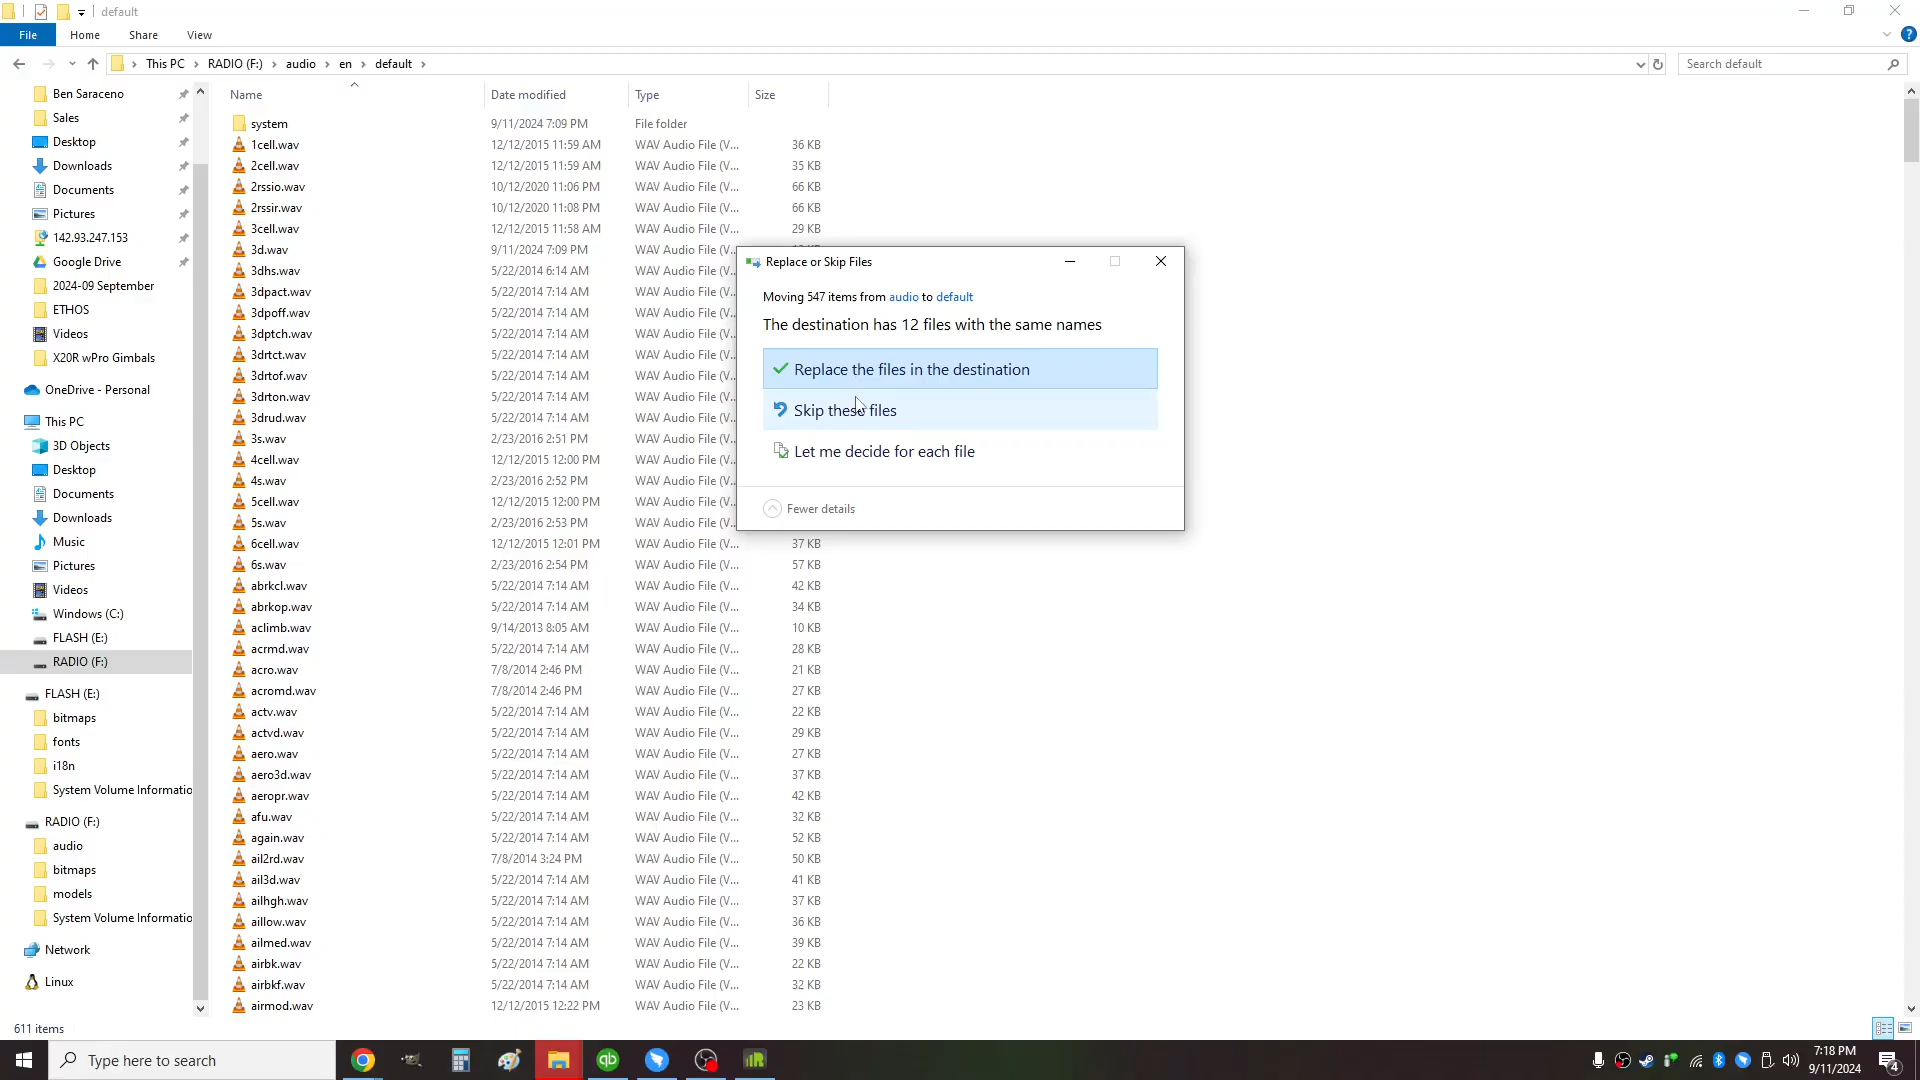 default
File Home Share View
This PC RADIO (F:) audio en default Search default
Ben Saraceno
Sales
Desktop
Downloads
Documents
Pictures
142.93.247.153
Google Drive
2024-09 September
ETHOS
Videos
X20R wPro Gimbals
OneDrive - Personal
This PC
3D Objects
Desktop
Documents
Downloads
Music
Pictures
Videos
Windows (C:)
FLASH (E:)
RADIO (F:)
FLASH (E:)
bitmaps
fonts
i18n
System Volume Informatio
RADIO (F:)
audio
bitmaps
models
System Volume Informatio
Network
Linux
Name Date modified Type Size
system 9/11/2024 7:09 PM File folder
1cell.wav 12/12/2015 11:59 AM WAV Audio File (V... 36 KB
2cell.wav 12/12/2015 11:59 AM WAV Audio File (V... 35 KB
2rssio.wav 10/12/2020 11:06 PM WAV Audio File (V... 66 KB
2rssir.wav 10/12/2020 11:08 PM WAV Audio File (V... 66 KB
3cell.wav 12/12/2015 11:58 AM WAV Audio File (V... 29 KB
3d.wav 9/11/2024 7:09 PM WAV Audio File (V...
3dhs.wav 5/22/2014 6:14 AM WAV Audio File (V...
3dpact.wav 5/22/2014 7:14 AM WAV Audio File (V...
3dpoff.wav 5/22/2014 7:14 AM WAV Audio File (V...
3dptch.wav 5/22/2014 7:14 AM WAV Audio File (V...
3drtct.wav 5/22/2014 7:14 AM WAV Audio File (V...
3drtof.wav 5/22/2014 7:14 AM WAV Audio File (V...
3drton.wav 5/22/2014 7:14 AM WAV Audio File (V...
3drud.wav 5/22/2014 7:14 AM WAV Audio File (V...
3s.wav 2/23/2016 2:51 PM WAV Audio File (V...
4cell.wav 12/12/2015 12:00 PM WAV Audio File (V...
4s.wav 2/23/2016 2:52 PM WAV Audio File (V...
5cell.wav 12/12/2015 12:00 PM WAV Audio File (V...
5s.wav 2/23/2016 2:53 PM WAV Audio File (V...
6cell.wav 12/12/2015 12:01 PM WAV Audio File (V... 37 KB
6s.wav 2/23/2016 2:54 PM WAV Audio File (V... 57 KB
abrkcl.wav 5/22/2014 7:14 AM WAV Audio File (V... 42 KB
abrkop.wav 5/22/2014 7:14 AM WAV Audio File (V... 34 KB
aclimb.wav 9/14/2013 8:05 AM WAV Audio File (V... 10 KB
acrmd.wav 5/22/2014 7:14 AM WAV Audio File (V... 28 KB
acro.wav 7/8/2014 2:46 PM WAV Audio File (V... 21 KB
acromd.wav 7/8/2014 2:46 PM WAV Audio File (V... 27 KB
actv.wav 5/22/2014 7:14 AM WAV Audio File (V... 22 KB
actvd.wav 5/22/2014 7:14 AM WAV Audio File (V... 29 KB
aero.wav 5/22/2014 7:14 AM WAV Audio File (V... 27 KB
aero3d.wav 5/22/2014 7:14 AM WAV Audio File (V... 37 KB
aeropr.wav 5/22/2014 7:14 AM WAV Audio File (V... 42 KB
afu.wav 5/22/2014 7:14 AM WAV Audio File (V... 32 KB
again.wav 5/22/2014 7:14 AM WAV Audio File (V... 52 KB
ail2rd.wav 7/8/2014 3:24 PM WAV Audio File (V... 50 KB
ail3d.wav 5/22/2014 7:14 AM WAV Audio File (V... 41 KB
ailhgh.wav 5/22/2014 7:14 AM WAV Audio File (V... 37 KB
aillow.wav 5/22/2014 7:14 AM WAV Audio File (V... 36 KB
ailmed.wav 5/22/2014 7:14 AM WAV Audio File (V... 39 KB
airbk.wav 5/22/2014 7:14 AM WAV Audio File (V... 22 KB
airbkf.wav 5/22/2014 7:14 AM WAV Audio File (V... 32 KB
airmod.wav 12/12/2015 12:22 PM WAV Audio File (V... 23 KB
Replace or Skip Files
Moving 547 items from audio to default
The destination has 12 files with the same names
Replace the files in the destination
Skip these files
Let me decide for each file
Fewer details
611 items
Type here to search
qb
7:18 PM
9/11/2024
4